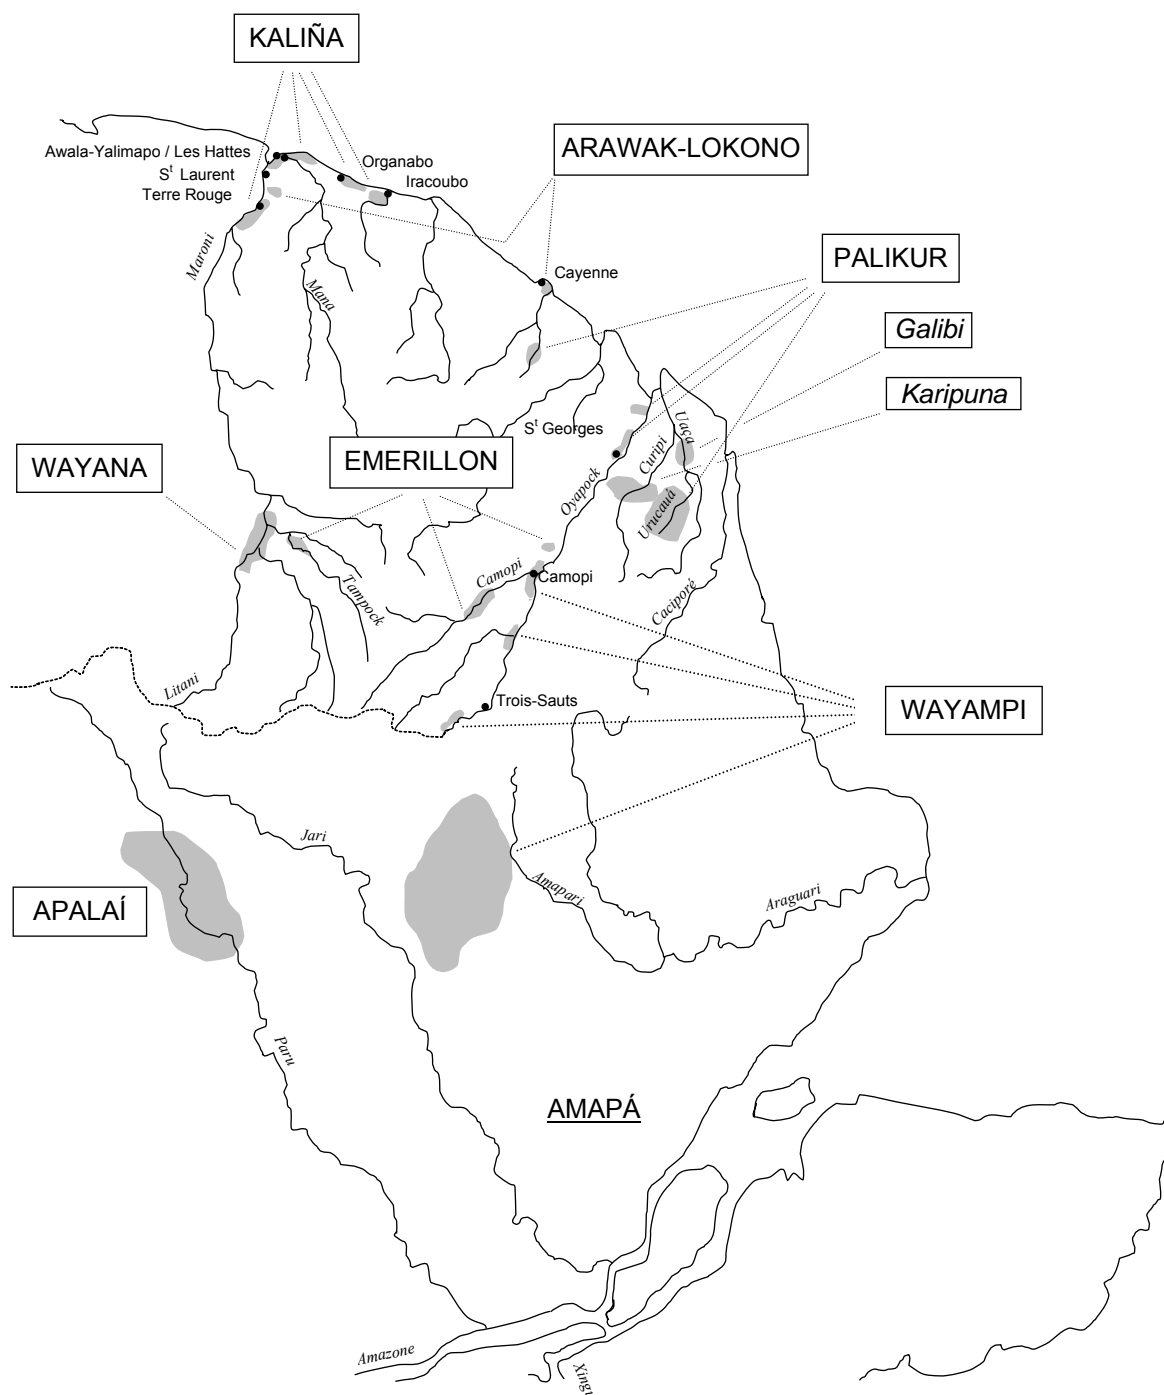 KALIÑA
ARAWAK-LOKONO
Awala-Yalimapo / Les Hattes
Sᵗ Laurent
Terre Rouge
Organabo
Iracoubo
PALIKUR
Maroni
Mana
Cayenne
Galibi
Karipuna
Sᵗ Georges
Uaça
Curipi
WAYANA
EMERILLON
Oyapock
Urucauá
Tampock
Camopi
Camopi
Caciporé
Litani
Trois-Sauts
WAYAMPI
Jari
APALAÍ
Amapari
Araguari
Paru
AMAPÁ
Amazone
Xingu